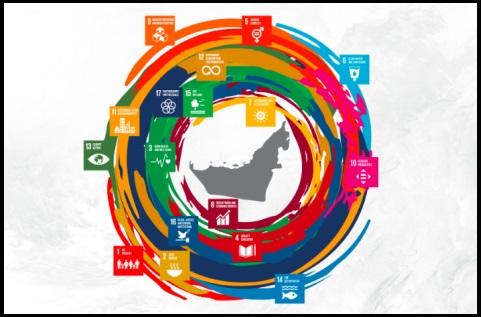 9 INDUSTRY, INNOVATION
AND INFRASTRUCTURE
5 GENDER
EQUALITY
6 CLEAN WATER
AND SANITATION
12 RESPONSIBLE
CONSUMPTION
AND PRODUCTION
17 PARTNERSHIPS
FOR THE GOALS
15 LIFE
ON LAND
7 AFFORDABLE AND
CLEAN ENERGY
11 SUSTAINABLE CITIES
AND COMMUNITIES
13 CLIMATE
ACTION
3 GOOD HEALTH
AND WELL-BEING
10 REDUCED
INEQUALITIES
8 DECENT WORK AND
ECONOMIC GROWTH
16 PEACE, JUSTICE
AND STRONG
INSTITUTIONS
4 QUALITY
EDUCATION
1 NO
POVERTY
2 ZERO
HUNGER
14 LIFE
BELOW WATER